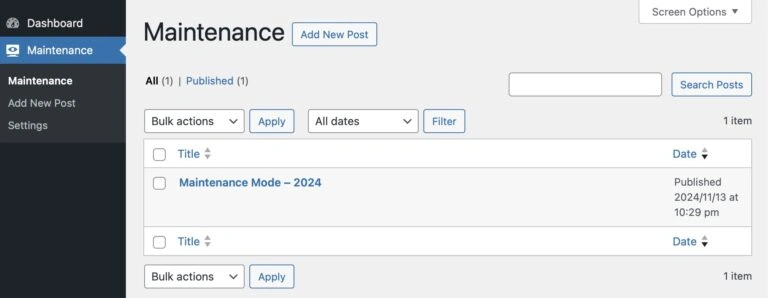 Dashboard
Maintenance
Maintenance
Add New Post
Settings
Screen Options
Maintenance Add New Post
All (1) | Published (1)
Search Posts
Bulk actions Apply All dates Filter 1 item
Title Date
Maintenance Mode – 2024 Published
2024/11/13 at
10:29 pm
Title Date
Bulk actions Apply 1 item